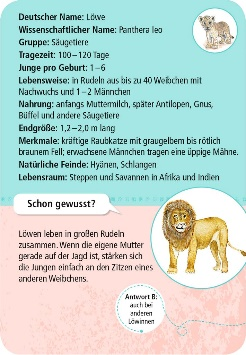 Deutscher Name: Löwe
Wissenschaftlicher Name: Panthera leo
Gruppe: Säugetiere
Tragezeit: 100–120 Tage
Junge pro Geburt: 1–6
Lebensweise: in Rudeln aus bis zu 40 Weibchen mit
Nachwuchs und 1–2 Männchen
Nahrung: anfangs Muttermilch, später Antilopen, Gnus,
Büffel und andere Säugetiere
Endgröße: 1,2–2,0 m lang
Merkmale: kräftige Raubkatze mit graugelbem bis rötlich
braunem Fell; erwachsene Männchen tragen eine üppige Mähne.
Natürliche Feinde: Hyänen, Schlangen
Lebensraum: Steppen und Savannen in Afrika und Indien
Schon gewusst?
Löwen leben in großen Rudeln
zusammen. Wenn die eigene Mutter
gerade auf der Jagd ist, stärken sich
die Jungen einfach an den Zitzen eines
anderen Weibchens.
Antwort B:
auch bei
anderen
Löwinnen